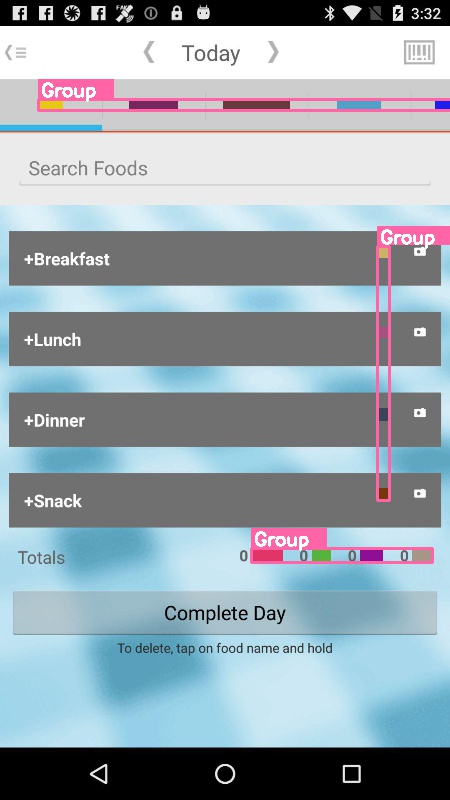 3:32
Today
Group
Search Foods
Group
+Breakfast
+Lunch
+Dinner
+Snack
Group
Totals 0 0 0 0
Complete Day
To delete, tap on food name and hold